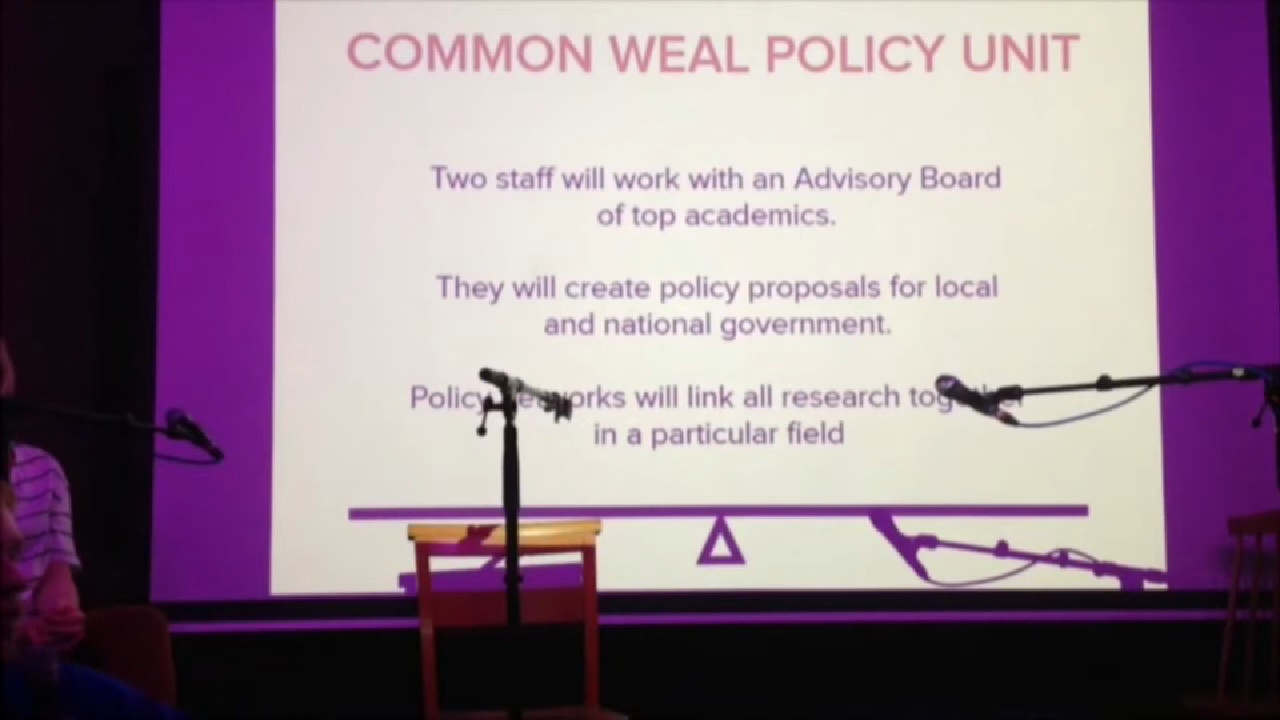 COMMON WEAL POLICY UNIT
Two staff will work with an Advisory Board
of top academics.
They will create policy proposals for local
and national government.
Policy will link all research
in a particular field